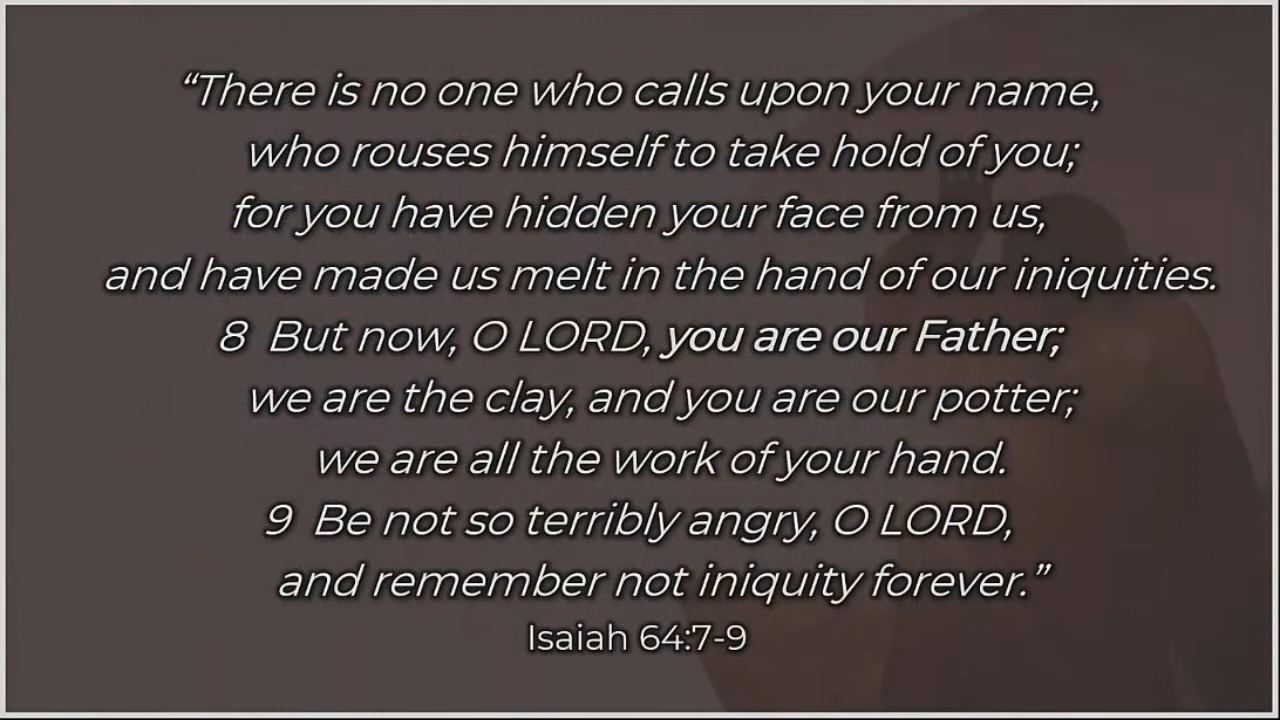 “There is no one who calls upon your name,
who rouses himself to take hold of you;
for you have hidden your face from us,
and have made us melt in the hand of our iniquities.
8 But now, O LORD, you are our Father;
we are the clay, and you are our potter;
we are all the work of your hand.
9 Be not so terribly angry, O LORD,
and remember not iniquity forever.”
Isaiah 64:7-9